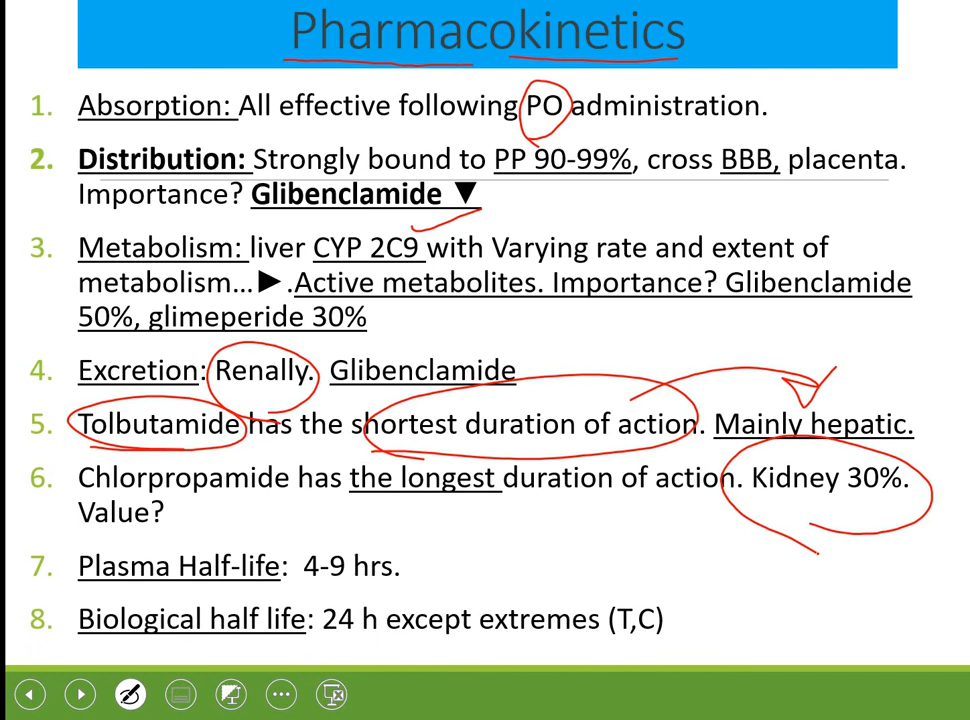 Pharmacokinetics
1. Absorption: All effective following PO administration.
2. Distribution: Strongly bound to PP 90-99%, cross BBB, placenta.
Importance? Glibenclamide ▼
3. Metabolism: liver CYP 2C9 with Varying rate and extent of
metabolism...►.Active metabolites. Importance? Glibenclamide
50%, glimeperide 30%
4. Excretion: Renally. Glibenclamide
5. Tolbutamide has the shortest duration of action. Mainly hepatic.
6. Chlorpropamide has the longest duration of action. Kidney 30%.
Value?
7. Plasma Half-life: 4-9 hrs.
8. Biological half life: 24 h except extremes (T,C)